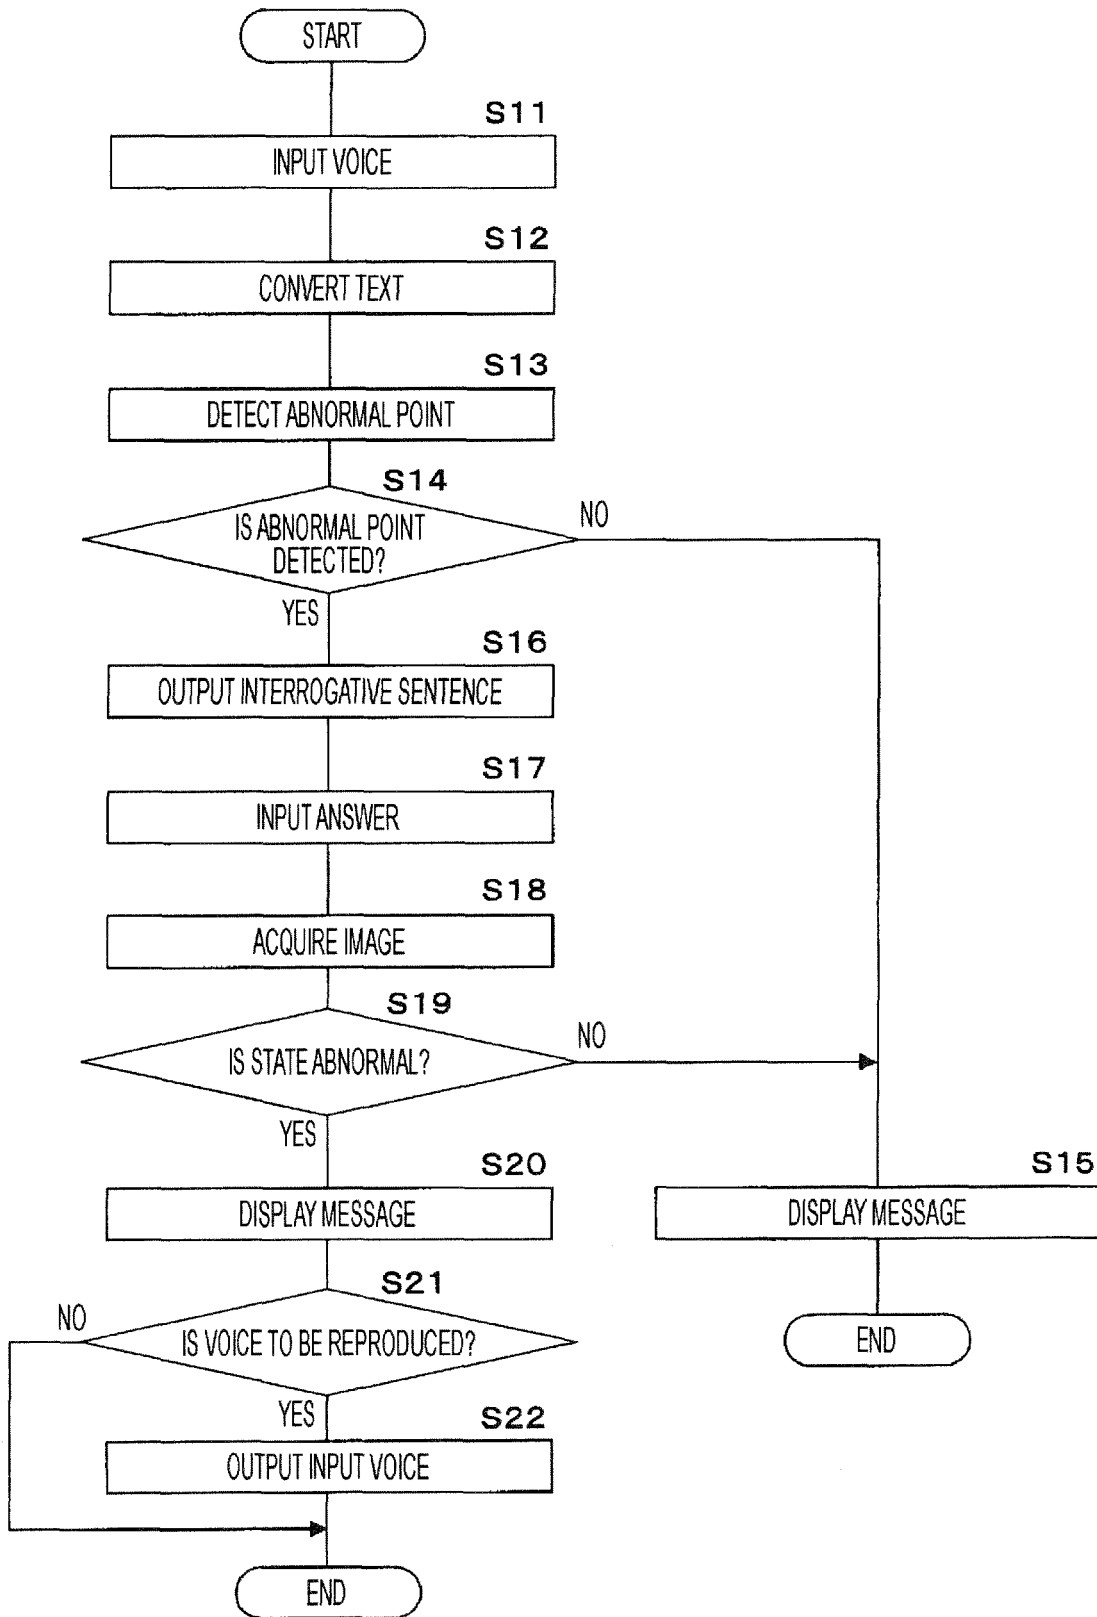 START
S11
INPUT VOICE
S12
CONVERT TEXT
S13
DETECT ABNORMAL POINT
S14
IS ABNORMAL POINT
DETECTED?
NO
YES
S16
OUTPUT INTERROGATIVE SENTENCE
S17
INPUT ANSWER
S18
ACQUIRE IMAGE
S19
IS STATE ABNORMAL?
NO
YES
S20
DISPLAY MESSAGE
S15
DISPLAY MESSAGE
END
S21
NO
IS VOICE TO BE REPRODUCED?
YES
S22
OUTPUT INPUT VOICE
END